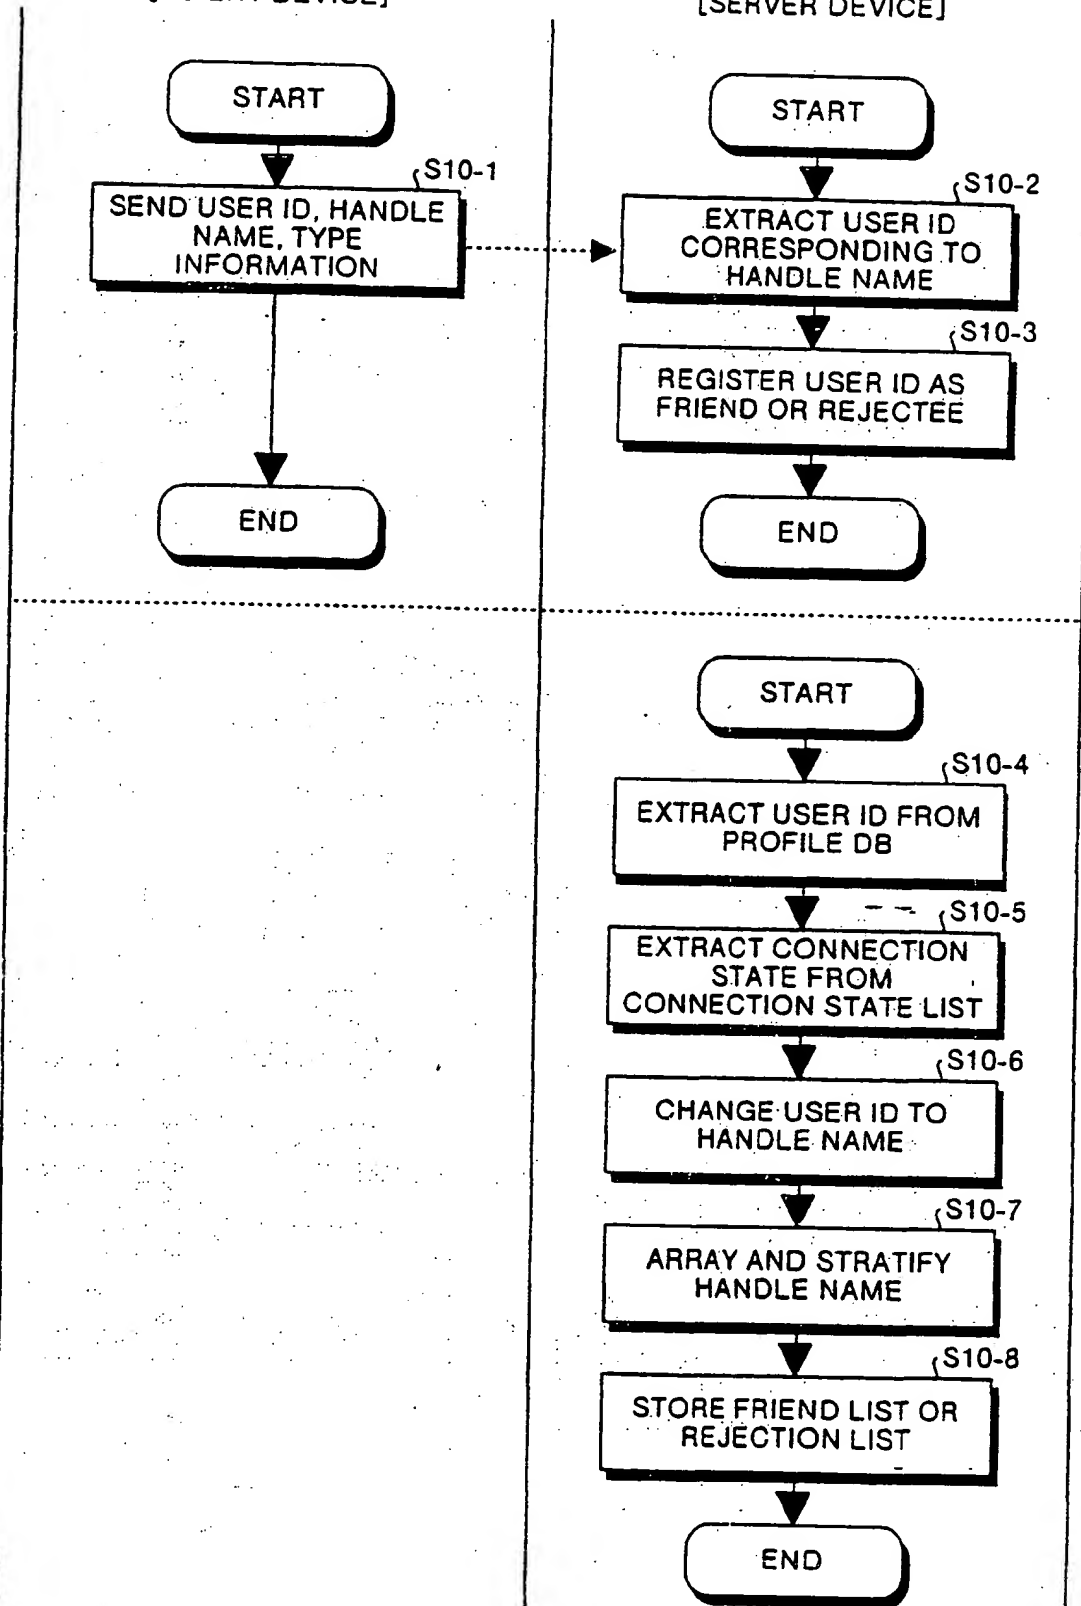 DEVICE]
[SERVER DEVICE]
START
S10-1
SEND USER ID, HANDLE
NAME, TYPE
INFORMATION
END
START
S10-2
EXTRACT USER ID
CORRESPONDING TO
HANDLE NAME
S10-3
REGISTER USER ID AS
FRIEND OR REJECTEE
END
START
S10-4
EXTRACT USER ID FROM
PROFILE DB
S10-5
EXTRACT CONNECTION
STATE FROM
CONNECTION STATE LIST
S10-6
CHANGE USER ID TO
HANDLE NAME
S10-7
ARRAY AND STRATIFY
HANDLE NAME
S10-8
STORE FRIEND LIST OR
REJECTION LIST
END